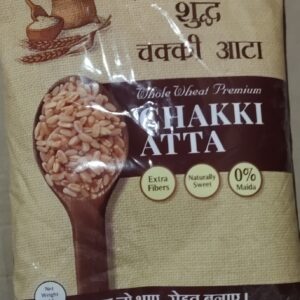 शुद्ध
चक्की आटा
Whole Wheat Premium
CHAKKI
ATTA
Extra
Fibers
Naturally
Sweet
0%
Maida
Net
Weight